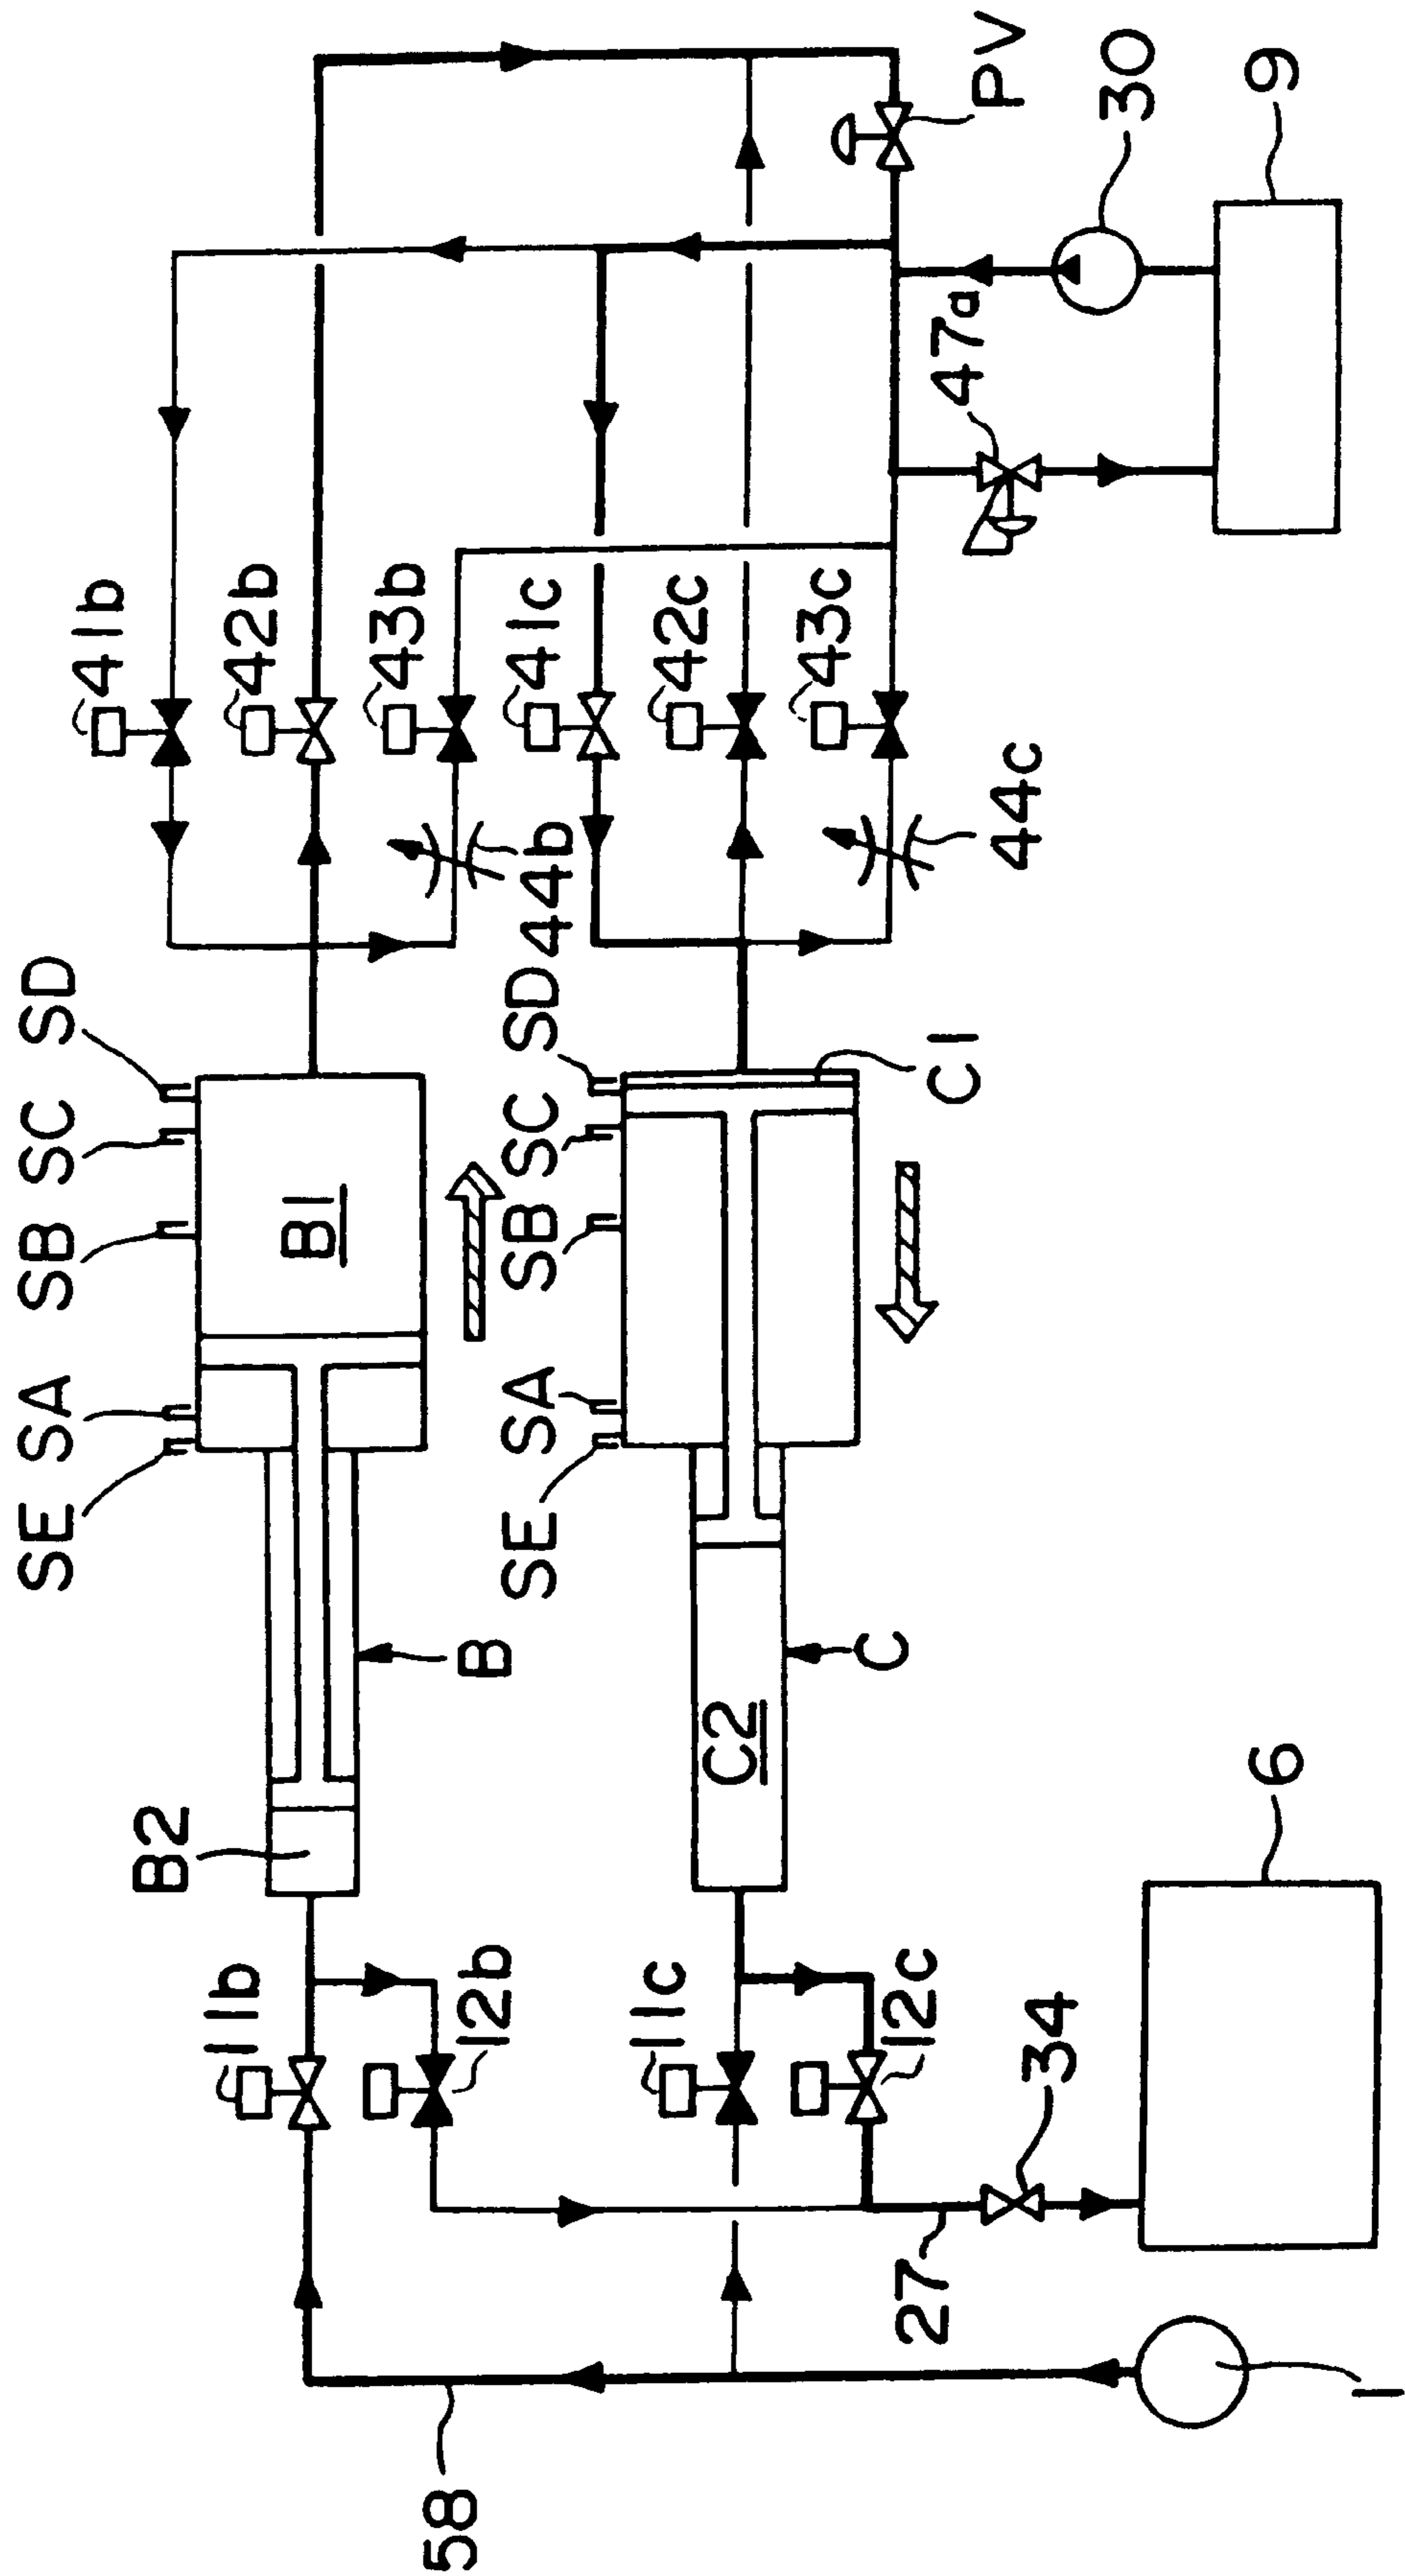 SE SA SB SC SD
41b
42b
43b
41c
42c
43c
PV
30
9
47a
44b
44c
B1
B2
B
11b
12b
SE SA SB SC SD
C1
C2
C
11c
12c
58
27
34
6
1